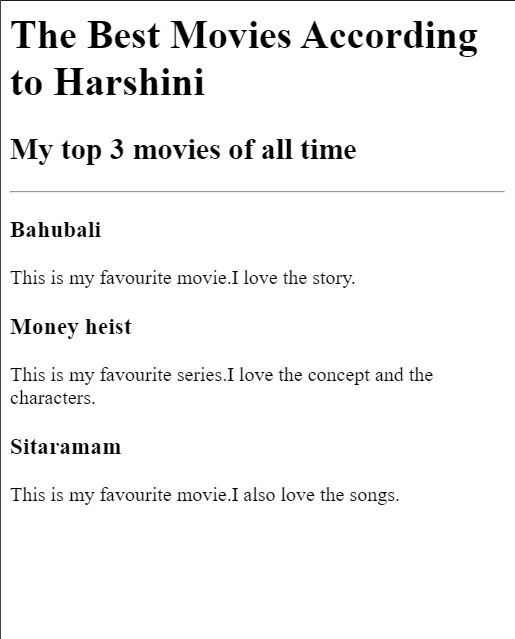 The Best Movies According
to Harshini
My top 3 movies of all time
Bahubali
This is my favourite movie.I love the story.
Money heist
This is my favourite series.I love the concept and the
characters.
Sitaramam
This is my favourite movie.I also love the songs.